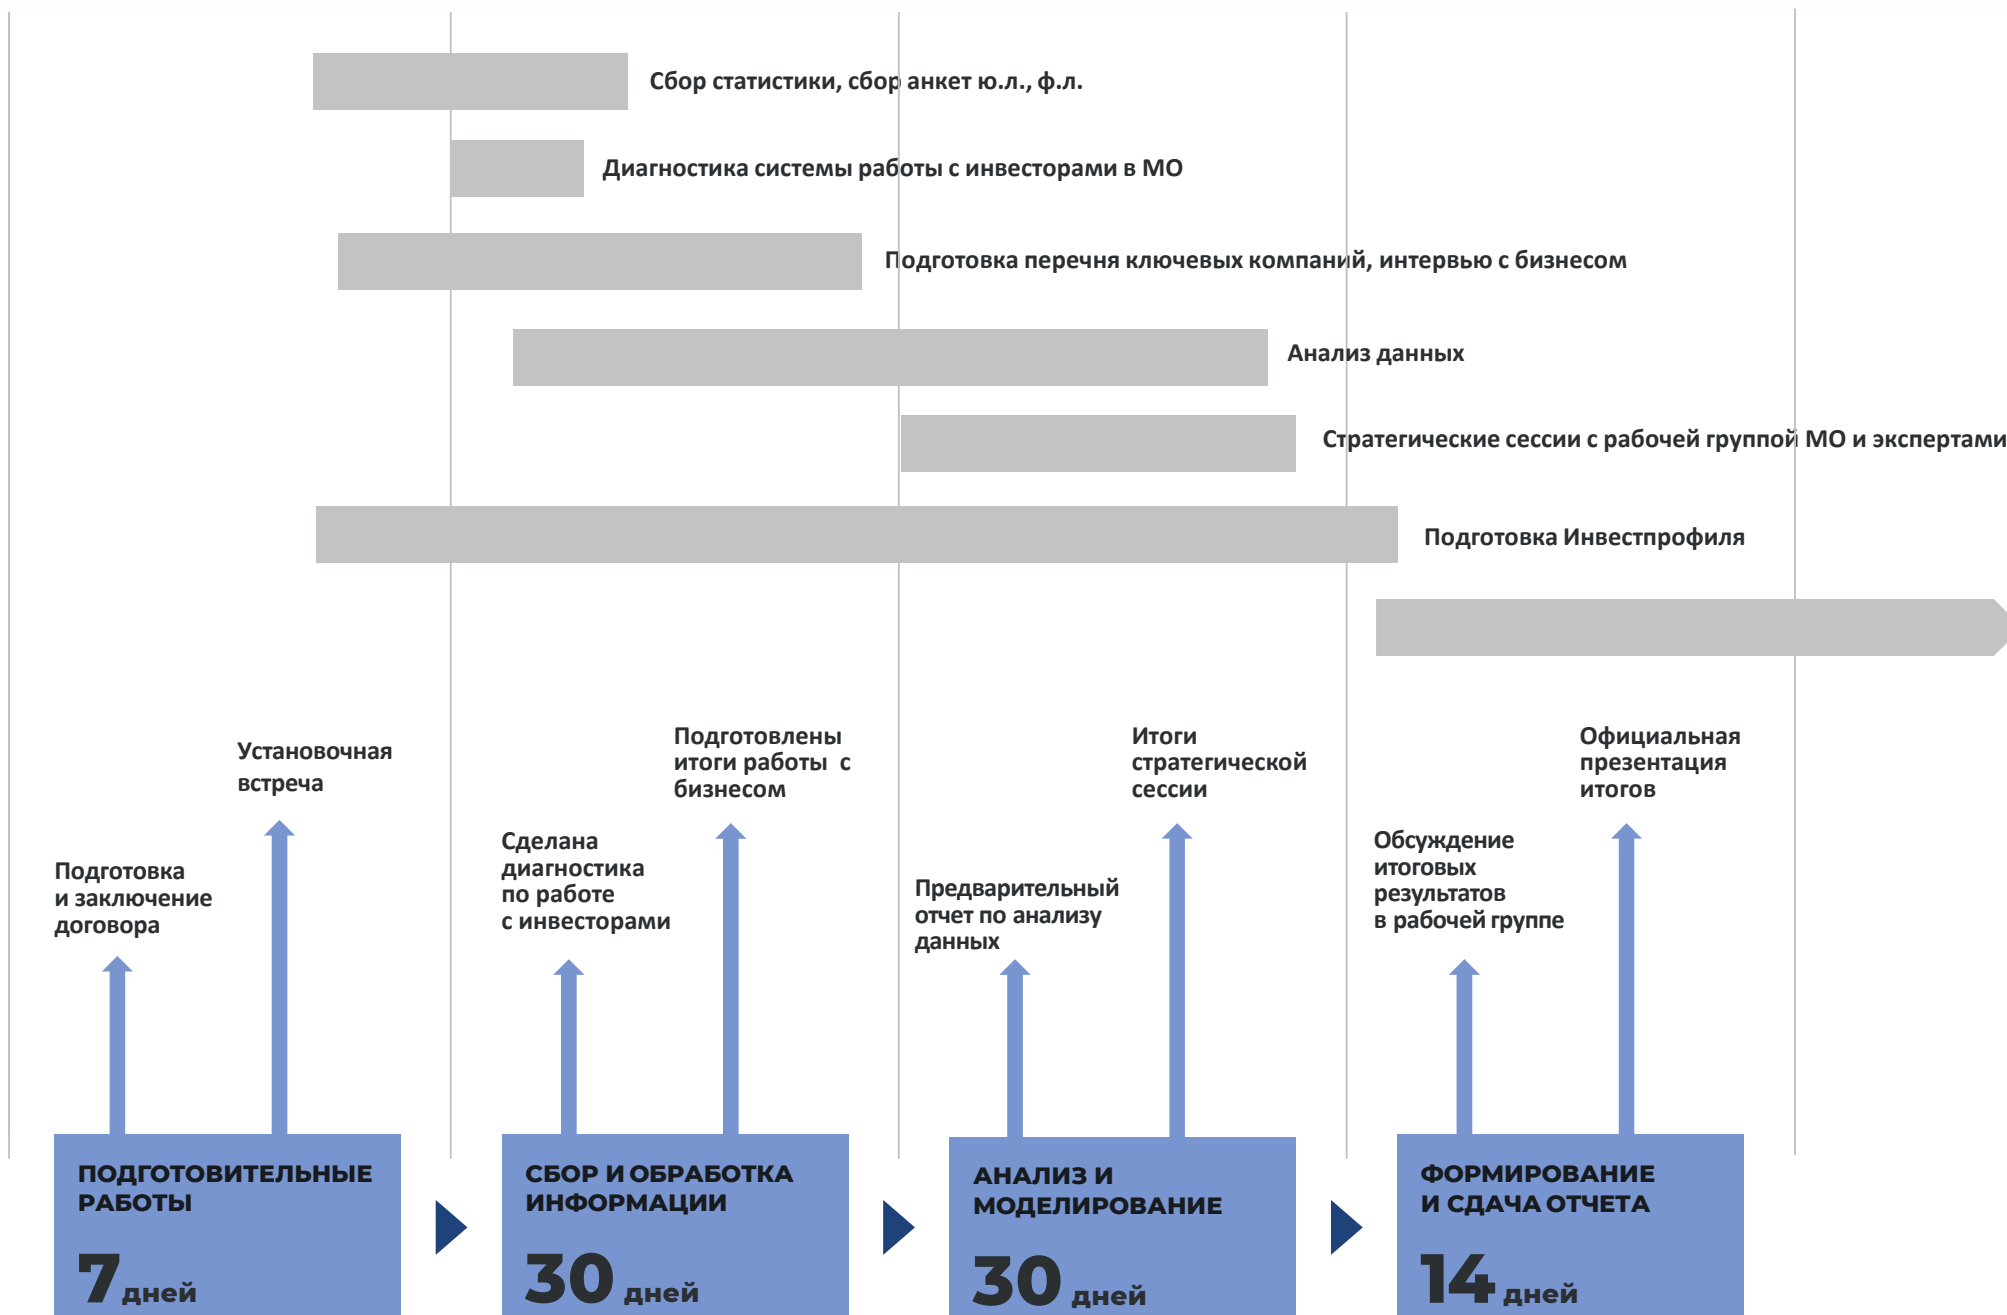 Сбор статистики, сбор анкет ю.л., ф.л.
Диагностика системы работы с инвесторами в МО
Подготовка перечня ключевых компаний, интервью с бизнесом
Анализ данных
Стратегические сессии с рабочей группой МО и экспертами
Подготовка Инвестпрофиля
Подготовка
и заключение
договора
Установочная
встреча
Сделана
диагностика
по работе
с инвесторами
Подготовлены
итоги работы с
бизнесом
Предварительный
отчет по анализу
данных
Итоги
стратегической
сессии
Обсуждение
итоговых
результатов
в рабочей группе
Официальная
презентация
итогов
ПОДГОТОВИТЕЛЬНЫЕ
РАБОТЫ
7 дней
СБОР И ОБРАБОТКА
ИНФОРМАЦИИ
30 дней
АНАЛИЗ И
МОДЕЛИРОВАНИЕ
30 дней
ФОРМИРОВАНИЕ
И СДАЧА ОТЧЕТА
14 дней